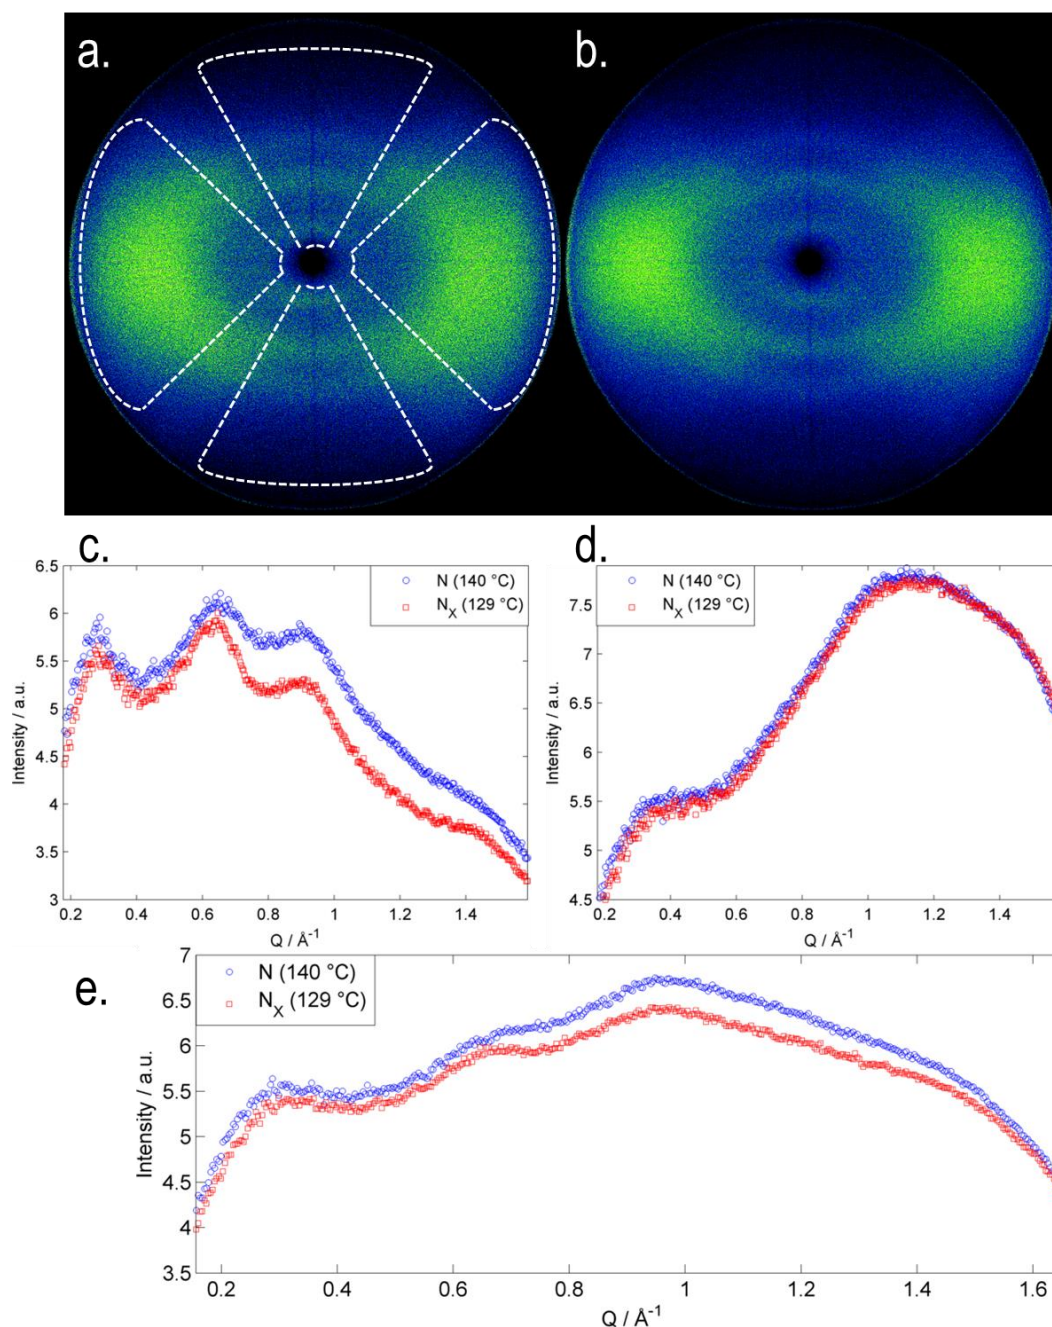 a.
b.
c.
6.5
6
5.5
5
4.5
4
3.5
3
Intensity / a.u.
N (140 °C)
N_X (129 °C)
0.2 0.4 0.6 0.8 1 1.2 1.4
Q / Å⁻¹
d.
7.5
7
6.5
6
5.5
5
4.5
Intensity / a.u.
N (140 °C)
N_X (129 °C)
0.2 0.4 0.6 0.8 1 1.2 1.4
Q / Å⁻¹
e.
7
6.5
6
5.5
5
4.5
4
3.5
Intensity / a.u.
N (140 °C)
N_X (129 °C)
0.2 0.4 0.6 0.8 1 1.2 1.4 1.6
Q / Å⁻¹